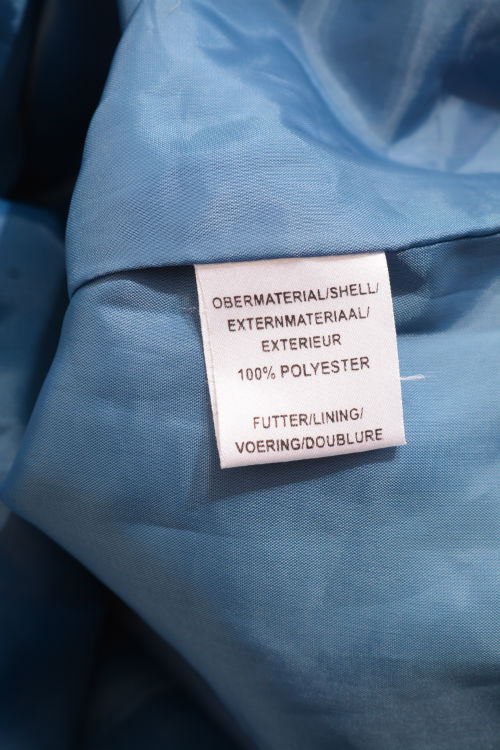 OBERMATERIAL/SHELL/
EXTERNMATERIAAL/
EXTERIEUR
100% POLYESTER
FUTTER/LINING/
VOERING/DOUBLURE